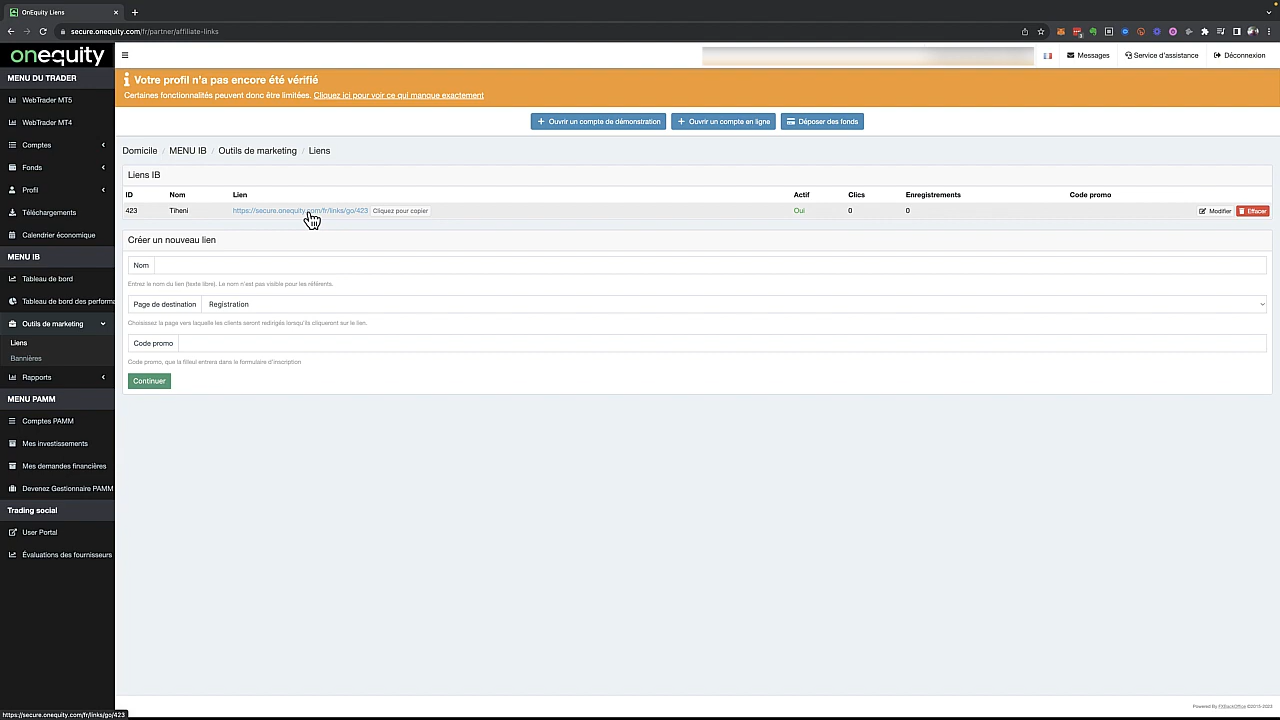 OnEquity Liens
secure.onequity.com/fr/partner/affiliate-links
onequity
Messages
Service d'assistance
Déconnexion
MENU DU TRADER
WebTrader MT5
WebTrader MT4
Comptes
Fonds
Profil
Téléchargements
Calendrier économique
MENU IB
Tableau de bord
Tableau de bord des performa
Outils de marketing
Liens
Bannières
Rapports
MENU PAMM
Comptes PAMM
Mes investissements
Mes demandes financières
Devenez Gestionnaire PAMM
Trading social
User Portal
Évaluations des fournisseurs
Votre profil n'a pas encore été vérifié
Certaines fonctionnalités peuvent donc être limitées. Cliquez ici pour voir ce qui manque exactement
Ouvrir un compte de démonstration
Ouvrir un compte en ligne
Déposer des fonds
Domicile / MENU IB / Outils de marketing / Liens
Liens IB
ID Nom Lien Actif Clics Enregistrements Code promo
423 Tiheni https://secure.onequity.com/fr/links/go/423 Cliquez pour copier Oui 0 0 Modifier Effacer
Créer un nouveau lien
Nom
Entrez le nom du lien (texte libre). Le nom n'est pas visible pour les référents.
Page de destination Registration
Choisissez la page vers laquelle les clients seront redirigés lorsqu'ils cliqueront sur le lien.
Code promo
Code promo, que la filleul entrera dans le formulaire d'inscription
Continuer
Powered By FXBackOffice ©2015-2023
https://secure.onequity.com/fr/links/go/423